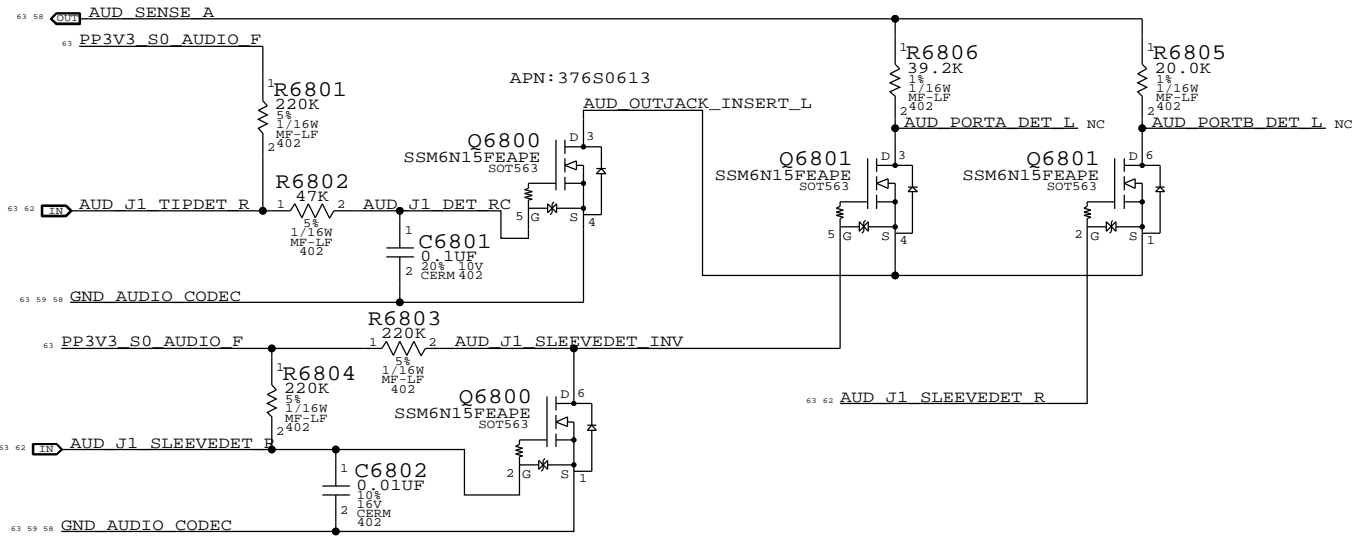 63 58 OUT AUD_SENSE_A
63 PP3V3_S0_AUDIO_F
1 R6801
220K
5%
1/16W
MF-LF
402
2
APN:376S0613
AUD_OUTJACK_INSERT_L
Q6800
SSM6N15FEAPE
SOT563
D 3
5 G S 4
1 R6806
39.2K
1%
1/16W
MF-LF
402
2
AUD_PORTA_DET_L NC
1 R6805
20.0K
1%
1/16W
MF-LF
402
2
AUD_PORTB_DET_L NC
Q6801
SSM6N15FEAPE
SOT563
D 3
5 G S 4
Q6801
SSM6N15FEAPE
SOT563
D 6
2 G S 1
63 62 IN AUD_J1_TIPDET_R
R6802
47K
1 2
5%
1/16W
MF-LF
402
AUD_J1_DET_RC
1 C6801
0.1UF
20% 10V
2 CERM 402
63 59 58 GND_AUDIO_CODEC
63 PP3V3_S0_AUDIO_F
R6803
220K
1 2
5%
1/16W
MF-LF
402
AUD_J1_SLEEVEDET_INV
1 R6804
220K
5%
1/16W
MF-LF
402
2
Q6800
SSM6N15FEAPE
SOT563
D 6
2 G S 1
63 62 AUD_J1_SLEEVEDET_R
63 62 IN AUD_J1_SLEEVEDET_R
1 C6802
0.01UF
10%
16V
2 CERM
402
63 59 58 GND_AUDIO_CODEC